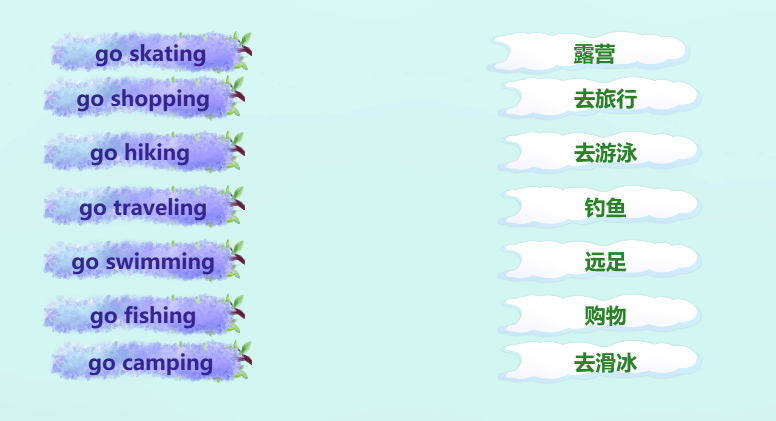 go skating
露营
go shopping
去旅行
go hiking
去游泳
go traveling
钓鱼
go swimming
远足
go fishing
购物
go camping
去滑冰